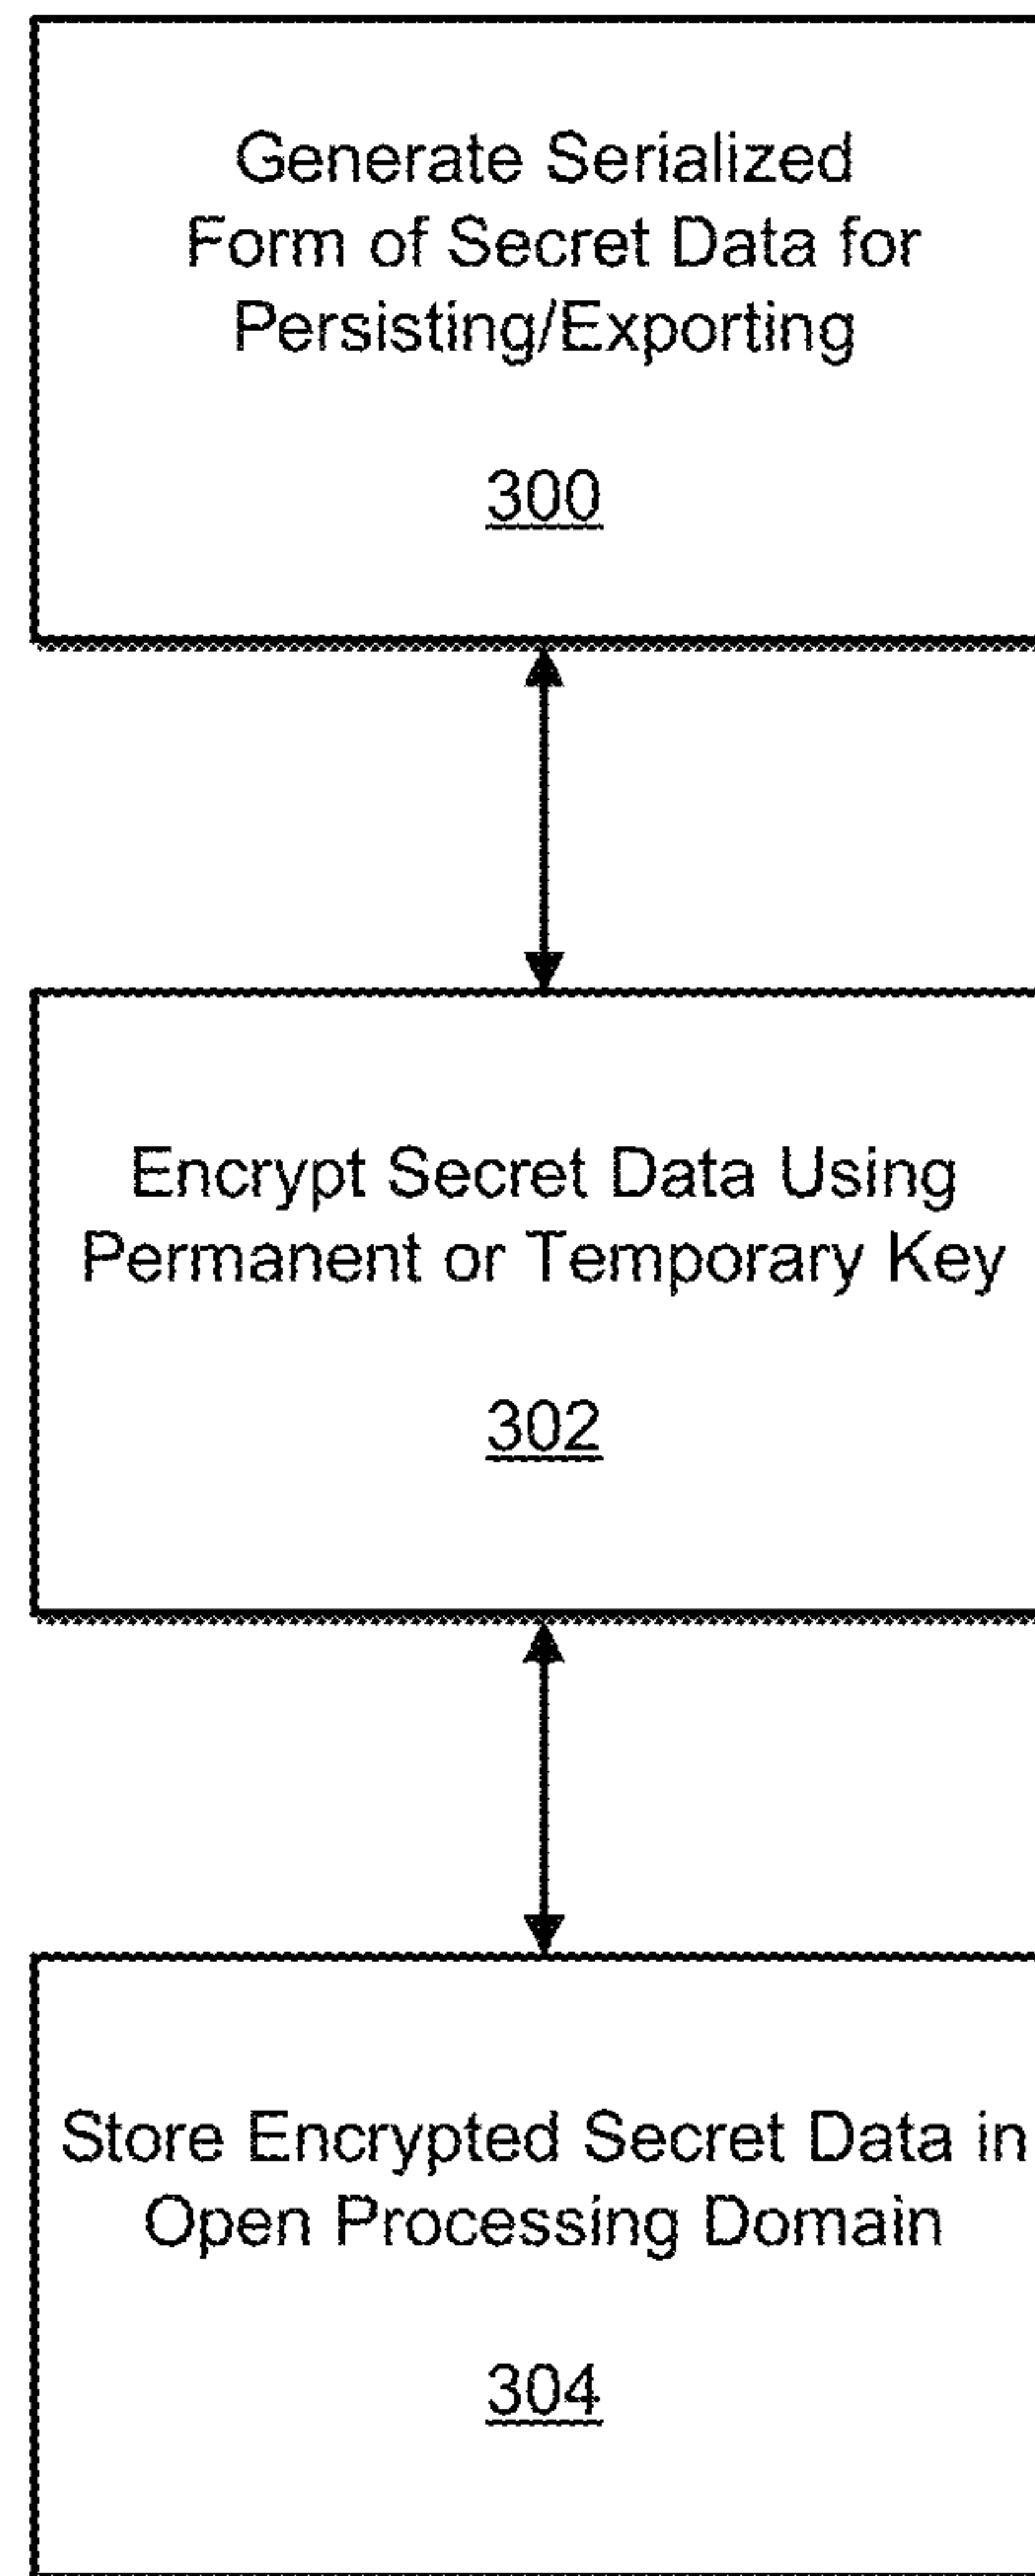 Generate Serialized
Form of Secret Data for
Persisting/Exporting
300
Encrypt Secret Data Using
Permanent or Temporary Key
302
Store Encrypted Secret Data in
Open Processing Domain
304